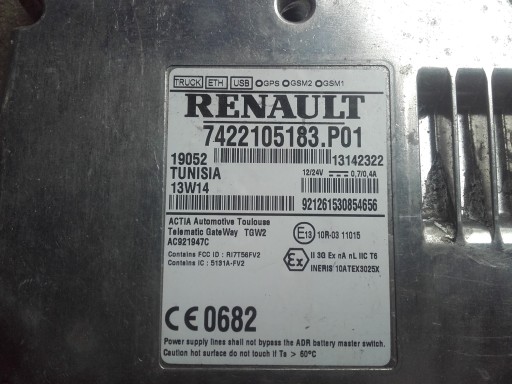 TRUCK ETH USB GPS GSM2 GSM1
RENAULT
7422105183.P01
19052 13142322
TUNISIA 12/24V 0,7/0,4A
13W14
921261530854656
ACTIA Automotive Toulouse
Telematic GateWay TGW2
AC921947C
E13 10R-03 11015
Contains FCC ID : RI7T56FV2
Contains IC : 5131A-FV2
Ex II 3G Ex nA nL IIC T6
INERIS 10ATEX3025X
CE 0682
Power supply lines shall not bypass the ADR battery master switch.
Caution hot surface do not touch if Ts > 60°C